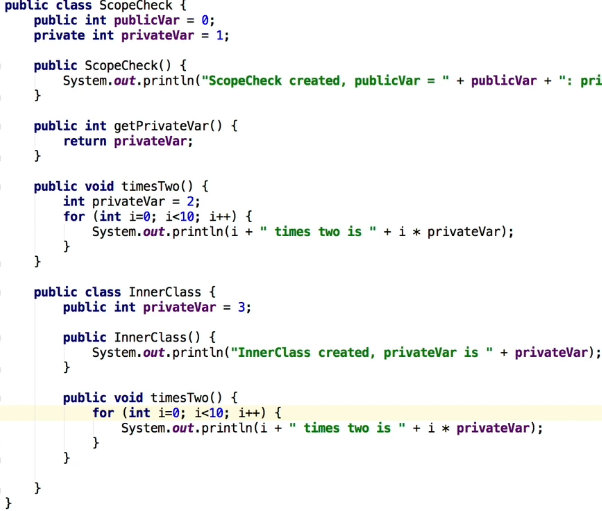 public class ScopeCheck {
    public int publicVar = 0;
    private int privateVar = 1;
    public ScopeCheck() {
        System.out.println("ScopeCheck created, publicVar = " + publicVar + ": pri
    }
    public int getPrivateVar() {
        return privateVar;
    }
    public void timesTwo() {
        int privateVar = 2;
        for (int i=0; i<10; i++) {
            System.out.println(i + " times two is " + i * privateVar);
        }
    }
    public class InnerClass {
        public int privateVar = 3;
        public InnerClass() {
            System.out.println("InnerClass created, privateVar is " + privateVar);
        }
        public void timesTwo() {
            for (int i=0; i<10; i++) {
                System.out.println(i + " times two is " + i * privateVar);
            }
        }
    }
}